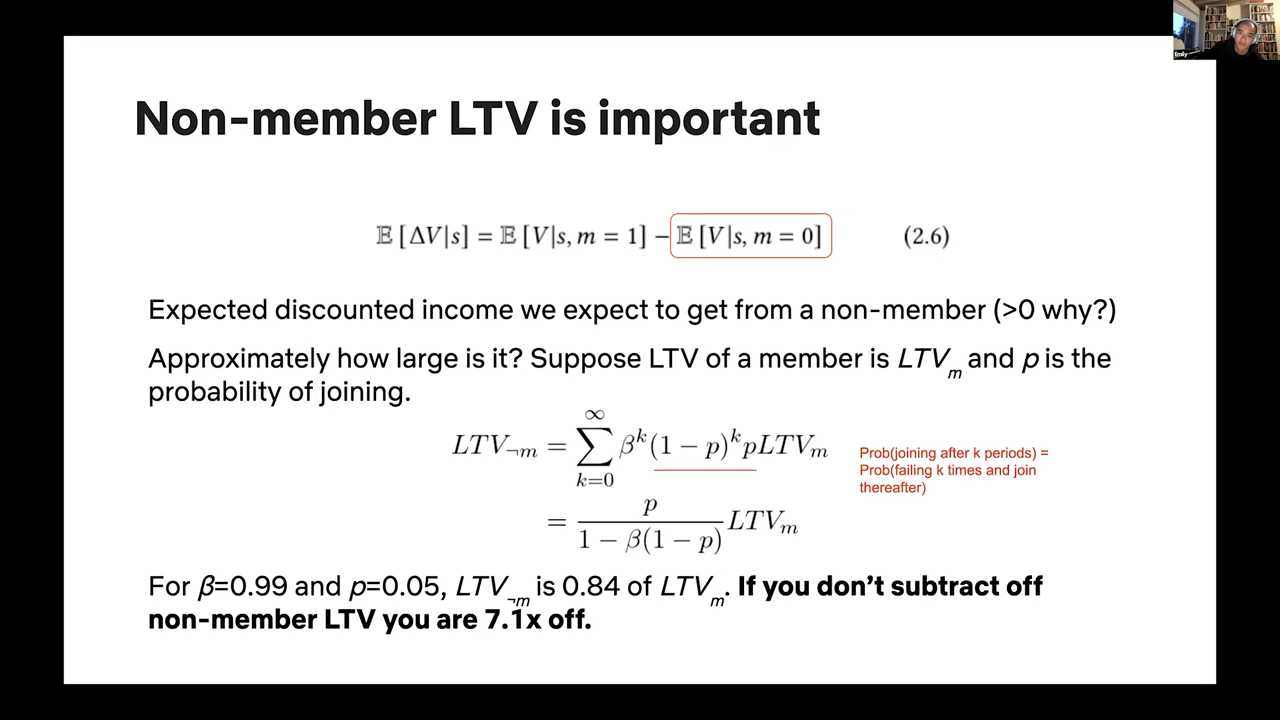 Non-member LTV is important
𝔼 [ΔV|s] = 𝔼 [V|s, m = 1] − 𝔼 [V|s, m = 0] (2.6)
Expected discounted income we expect to get from a non-member (>0 why?)
Approximately how large is it? Suppose LTV of a member is LTV_m and p is the
probability of joining.
LTV_¬m = ∑_{k=0}^{∞} β^k (1 − p)^k pLTV_m
Prob(joining after k periods) =
Prob(failing k times and join
thereafter)
= p / (1 − β(1 − p)) LTV_m
For β=0.99 and p=0.05, LTV_¬m is 0.84 of LTV_m. If you don’t subtract off
non-member LTV you are 7.1x off.